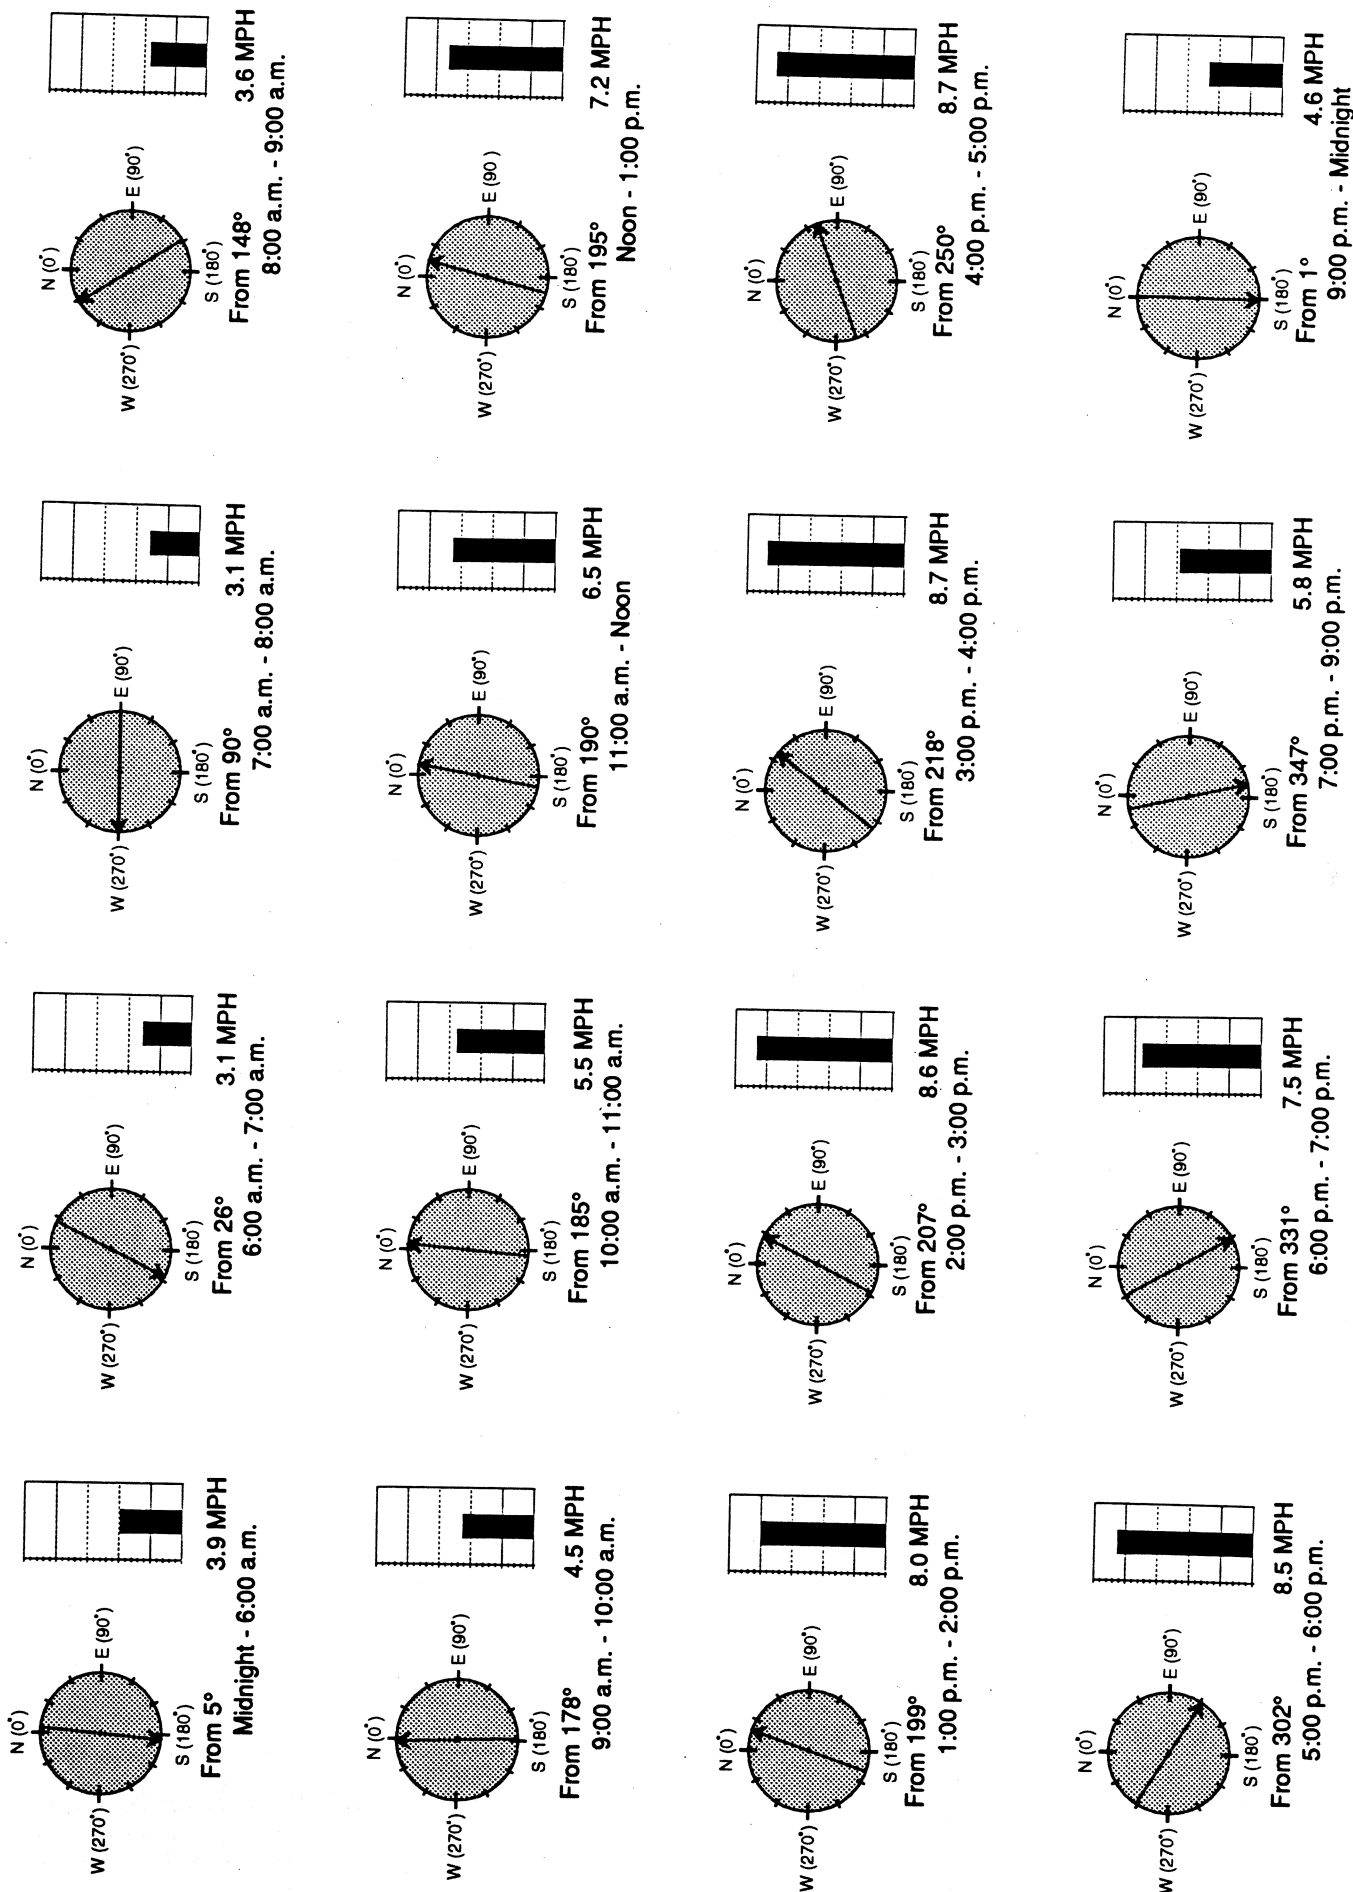 N (0°)
W (270°) E (90°)
S (180°)
From 5° 3.9 MPH
Midnight - 6:00 a.m.
N (0°)
W (270°) E (90°)
S (180°)
From 26° 3.1 MPH
6:00 a.m. - 7:00 a.m.
N (0°)
W (270°) E (90°)
S (180°)
From 90° 3.1 MPH
7:00 a.m. - 8:00 a.m.
N (0°)
W (270°) E (90°)
S (180°)
From 148° 3.6 MPH
8:00 a.m. - 9:00 a.m.
N (0°)
W (270°) E (90°)
S (180°)
From 178° 4.5 MPH
9:00 a.m. - 10:00 a.m.
N (0°)
W (270°) E (90°)
S (180°)
From 185° 5.5 MPH
10:00 a.m. - 11:00 a.m.
N (0°)
W (270°) E (90°)
S (180°)
From 190° 6.5 MPH
11:00 a.m. - Noon
N (0°)
W (270°) E (90 )
S (180°)
From 195° 7.2 MPH
Noon - 1:00 p.m.
N (0°)
W (270°) E (90°)
S (180°)
From 199° 8.0 MPH
1:00 p.m. - 2:00 p.m.
N (0°)
W (270°) E (90°)
S (180°)
From 207° 8.6 MPH
2:00 p.m. - 3:00 p.m.
N (0°)
W (270°) E (90°)
S (180°)
From 218° 8.7 MPH
3:00 p.m. - 4:00 p.m.
N (0°)
W (270°) E (90°)
S (180°)
From 250° 8.7 MPH
4:00 p.m. - 5:00 p.m.
N (0°)
W (270°) E (90°)
S (180°)
From 302° 8.5 MPH
5:00 p.m. - 6:00 p.m.
N (0°)
W (270°) E (90°)
S (180°)
From 331° 7.5 MPH
6:00 p.m. - 7:00 p.m.
N (0°)
W (270°) E (90°)
S (180°)
From 347° 5.8 MPH
7:00 p.m. - 9:00 p.m.
N (0°)
W (270°) E (90°)
S (180°)
From 1° 4.6 MPH
9:00 p.m. - Midnight